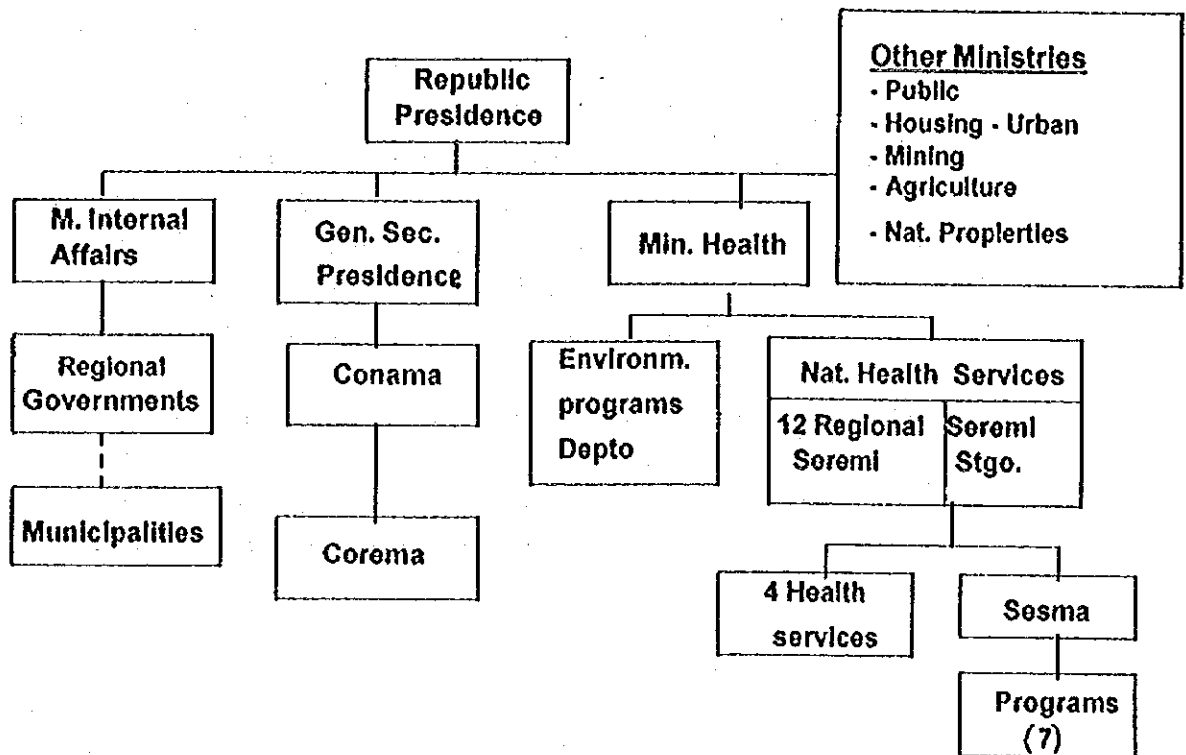 Republic
Presidence
Other Ministries
- Public
- Housing - Urban
- Mining
- Agriculture
- Nat. Proplerties
M. Internal
Affairs
Gen. Sec.
Presidence
Min. Health
Regional
Governments
Conama
Environm.
programs
Depto
Nat. Health Services
12 Regional
Seremi
Seremi
Stgo.
Municipalities
Corema
4 Health
services
Sesma
Programs
(7)